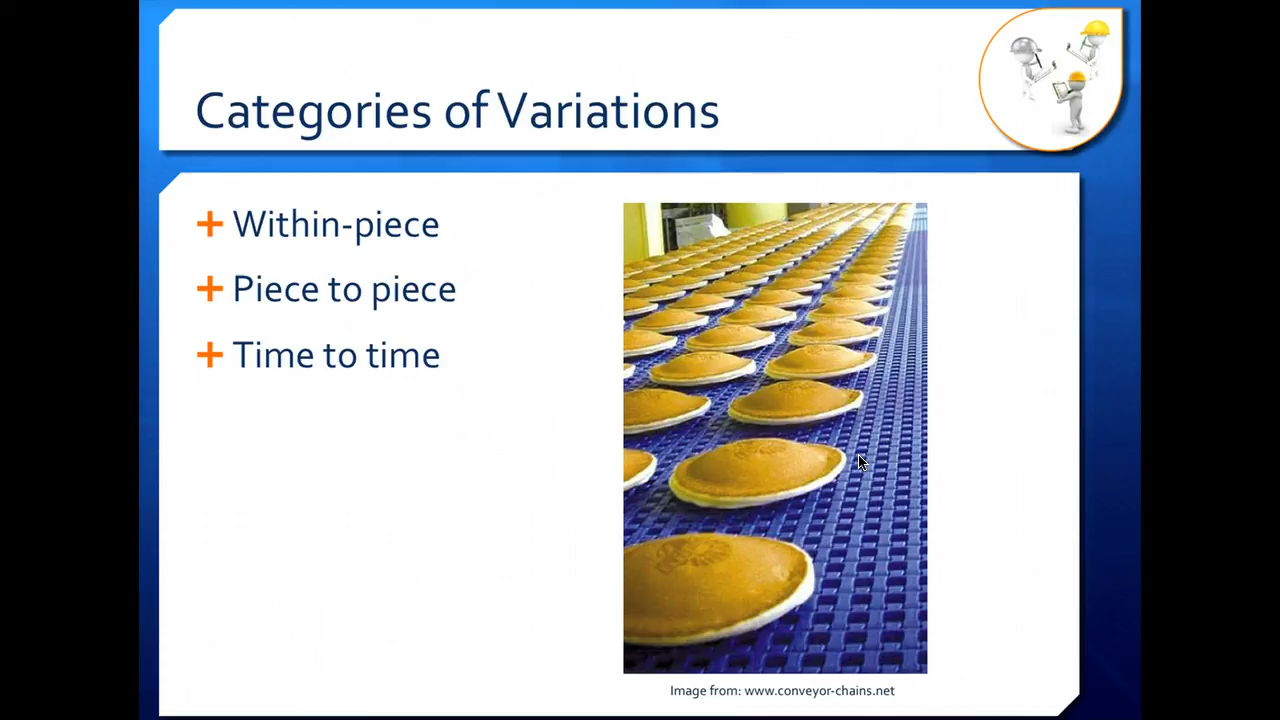 Categories of Variations
Within-piece
Piece to piece
Time to time
Image from: www.conveyor-chains.net